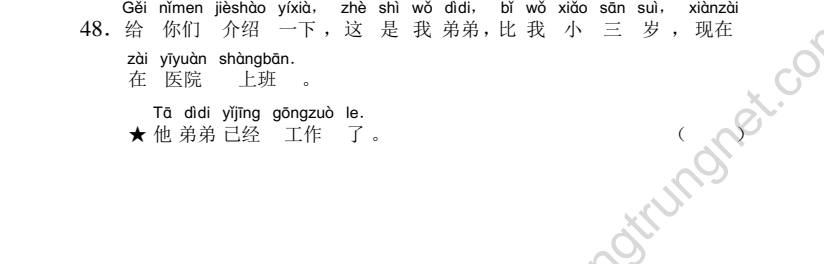 Gěi nǐmen jièshào yíxià, zhè shì wǒ dìdi, bǐ wǒ xiǎo sān suì, xiànzài
48. 给 你们 介绍 一下，这 是 我 弟弟，比 我 小 三 岁，现在
zài yīyuàn shàngbān.
在 医院 上班 。
Tā dìdi yǐjīng gōngzuò le.
★ 他 弟弟 已经 工作 了 。 （ ）
ngtrungnet.com